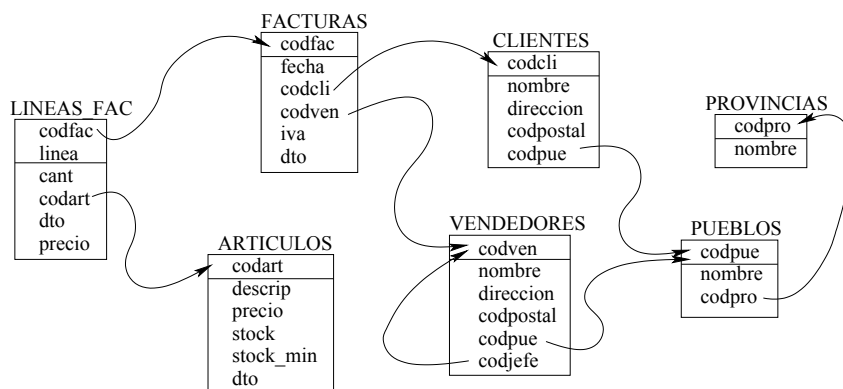 FACTURAS
codfac
fecha
codcli
codven
iva
dto
CLIENTES
codcli
nombre
direccion
codpostal
codpue
PROVINCIAS
codpro
nombre
LINEAS_FAC
codfac
linea
cant
codart
dto
precio
ARTICULOS
codart
descrip
precio
stock
stock_min
dto
VENDEDORES
codven
nombre
direccion
codpostal
codpue
codjefe
PUEBLOS
codpue
nombre
codpro